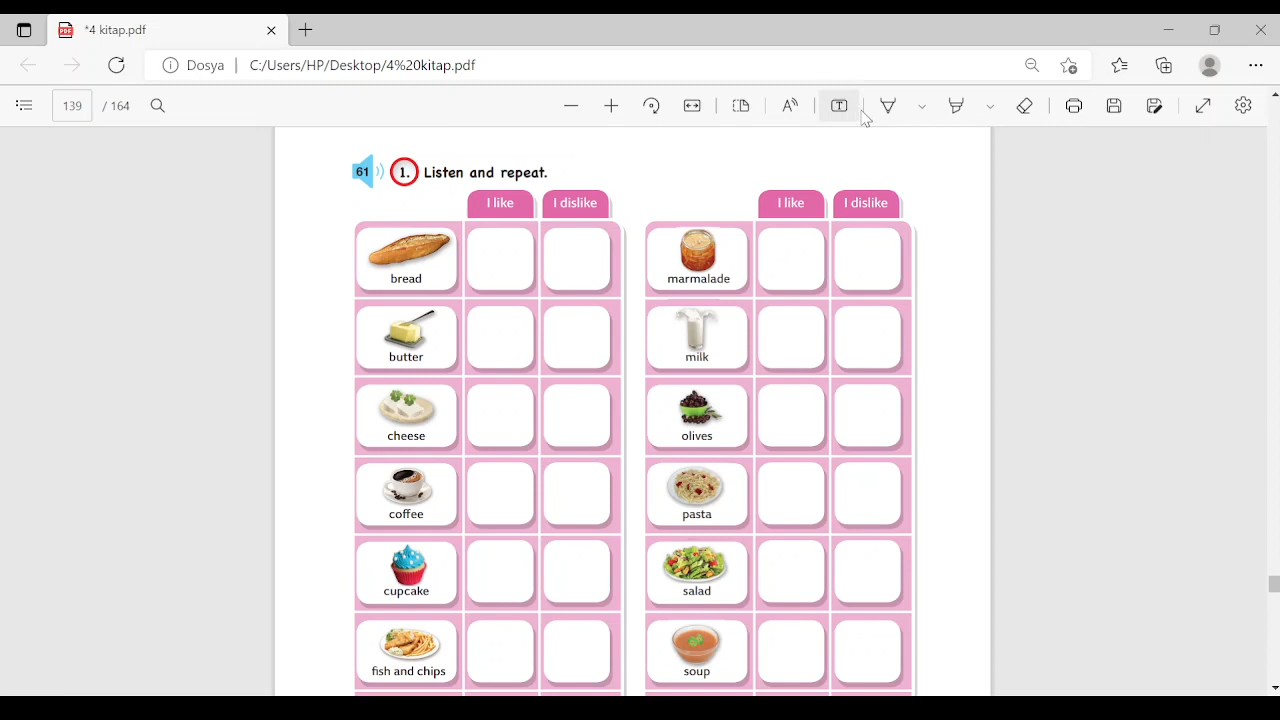 *4 kitap.pdf
Dosya | C:/Users/HP/Desktop/4%20kitap.pdf
139 / 164
61 1. Listen and repeat.
I like I dislike I like I dislike
bread marmalade
butter milk
cheese olives
coffee pasta
cupcake salad
fish and chips soup